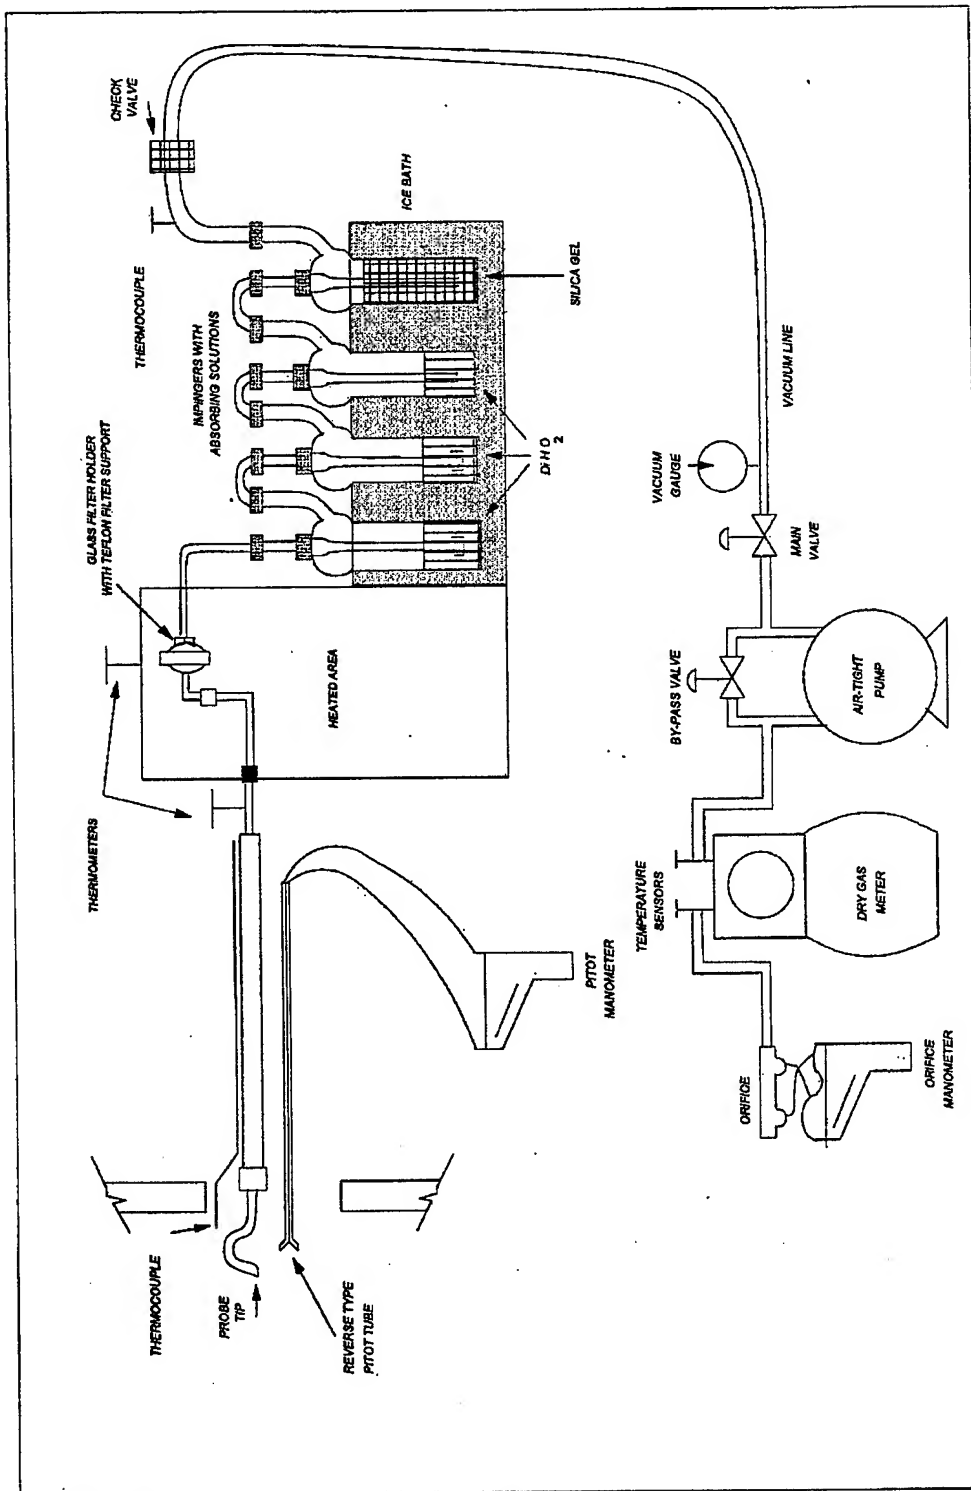 THERMOCOUPLE
PROBE
TIP
REVERSE TYPE
PITOT TUBE
THERMOMETERS
GLASS FILTER HOLDER
WITH TEFLON FILTER SUPPORT
HEATED AREA
IMPINGERS WITH
ABSORBING SOLUTIONS
THERMOCOUPLE
CHECK
VALVE
ICE BATH
Di H O
2
SILICA GEL
PITOT
MANOMETER
VACUUM LINE
VACUUM
GAUGE
MAIN
VALVE
BY-PASS VALVE
AIR-TIGHT
PUMP
TEMPERATURE
SENSORS
DRY GAS
METER
ORIFICE
ORIFICE
MANOMETER